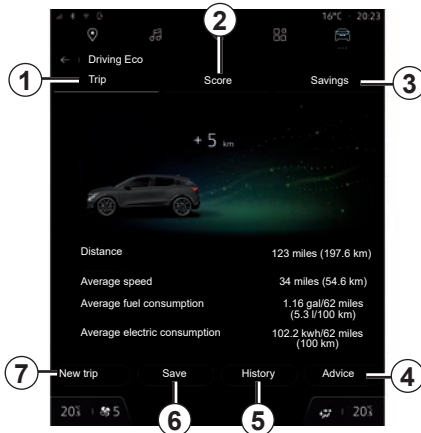 2
16°C · 20:23
← Driving Eco
1
Trip
Score
Savings
3
+ 5 km
Distance
123 miles (197.6 km)
Average speed
34 miles (54.6 km)
Average fuel consumption
1.16 gal/62 miles
(5.3 l/100 km)
Average electric consumption
102.2 kwh/62 miles
(100 km)
7
New trip
Save
History
Advice
4
20
5
6
5
20